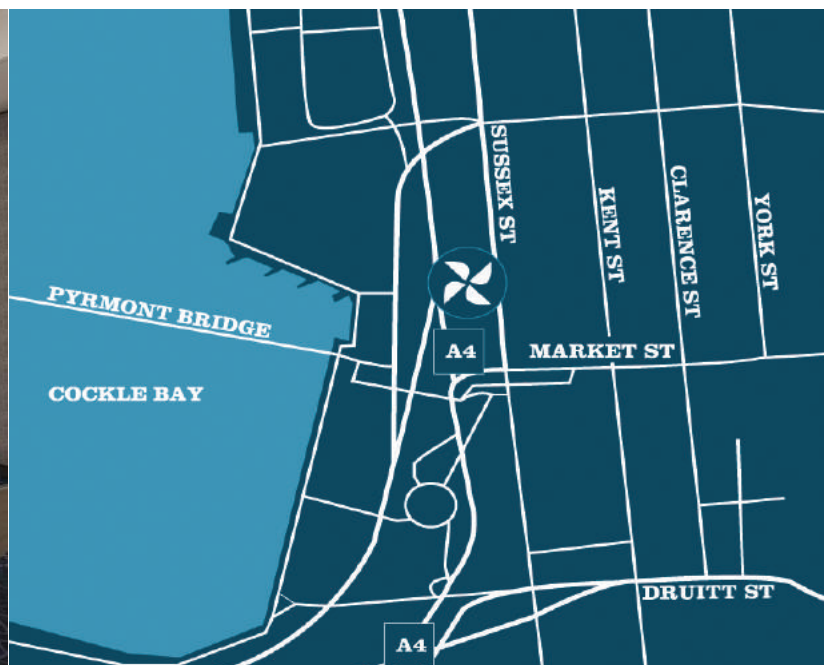 SUSSEX ST
KENT ST
CLARENCE ST
YORK ST
PYRMONT BRIDGE
A4
MARKET ST
COCKLE BAY
DRUITT ST
A4